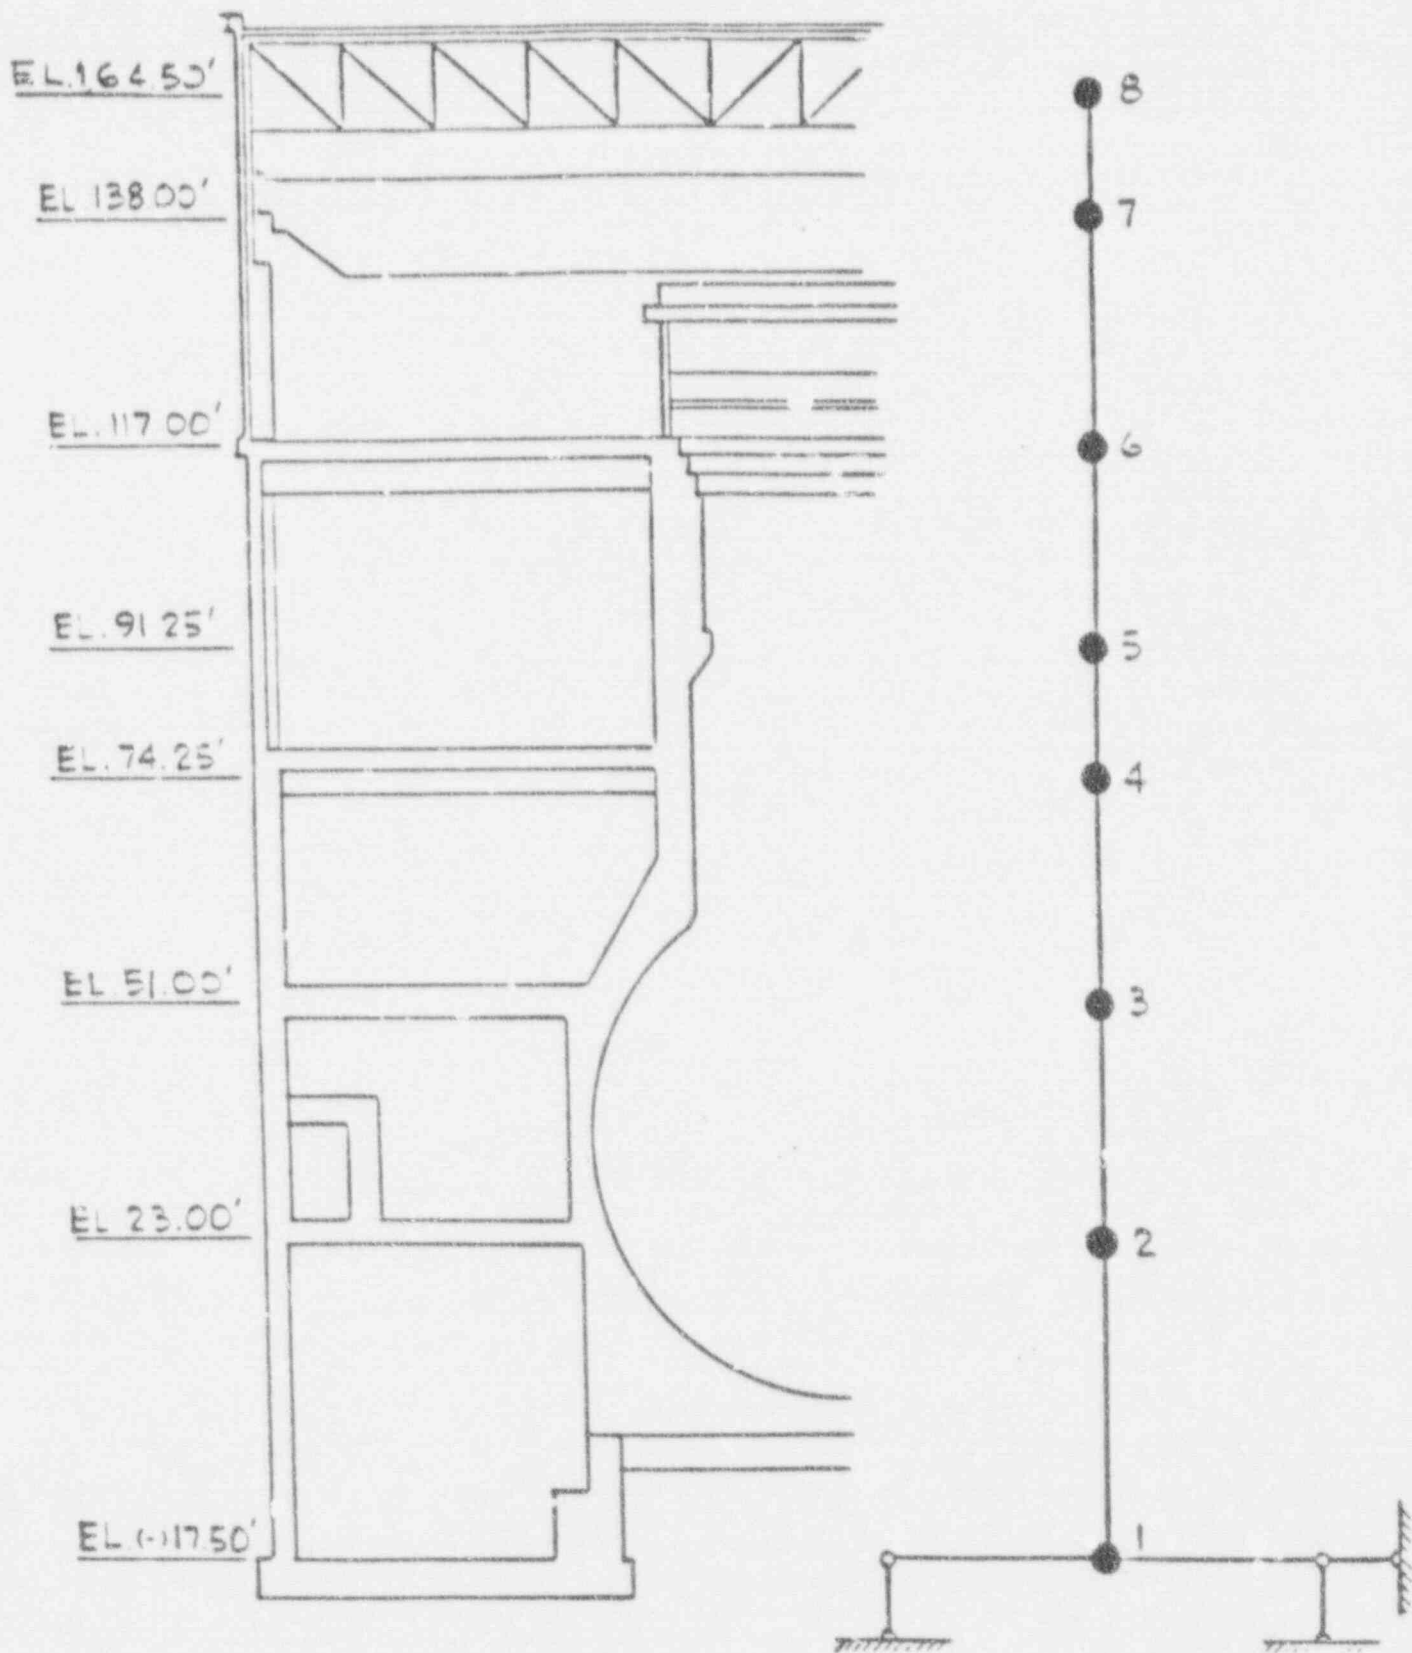 EL.164.50' 8
EL 138.00' 7
EL.117.00' 6
EL.91.25' 5
EL.74.25' 4
EL.51.00' 3
EL 23.00' 2
EL.(-)17.50' 1